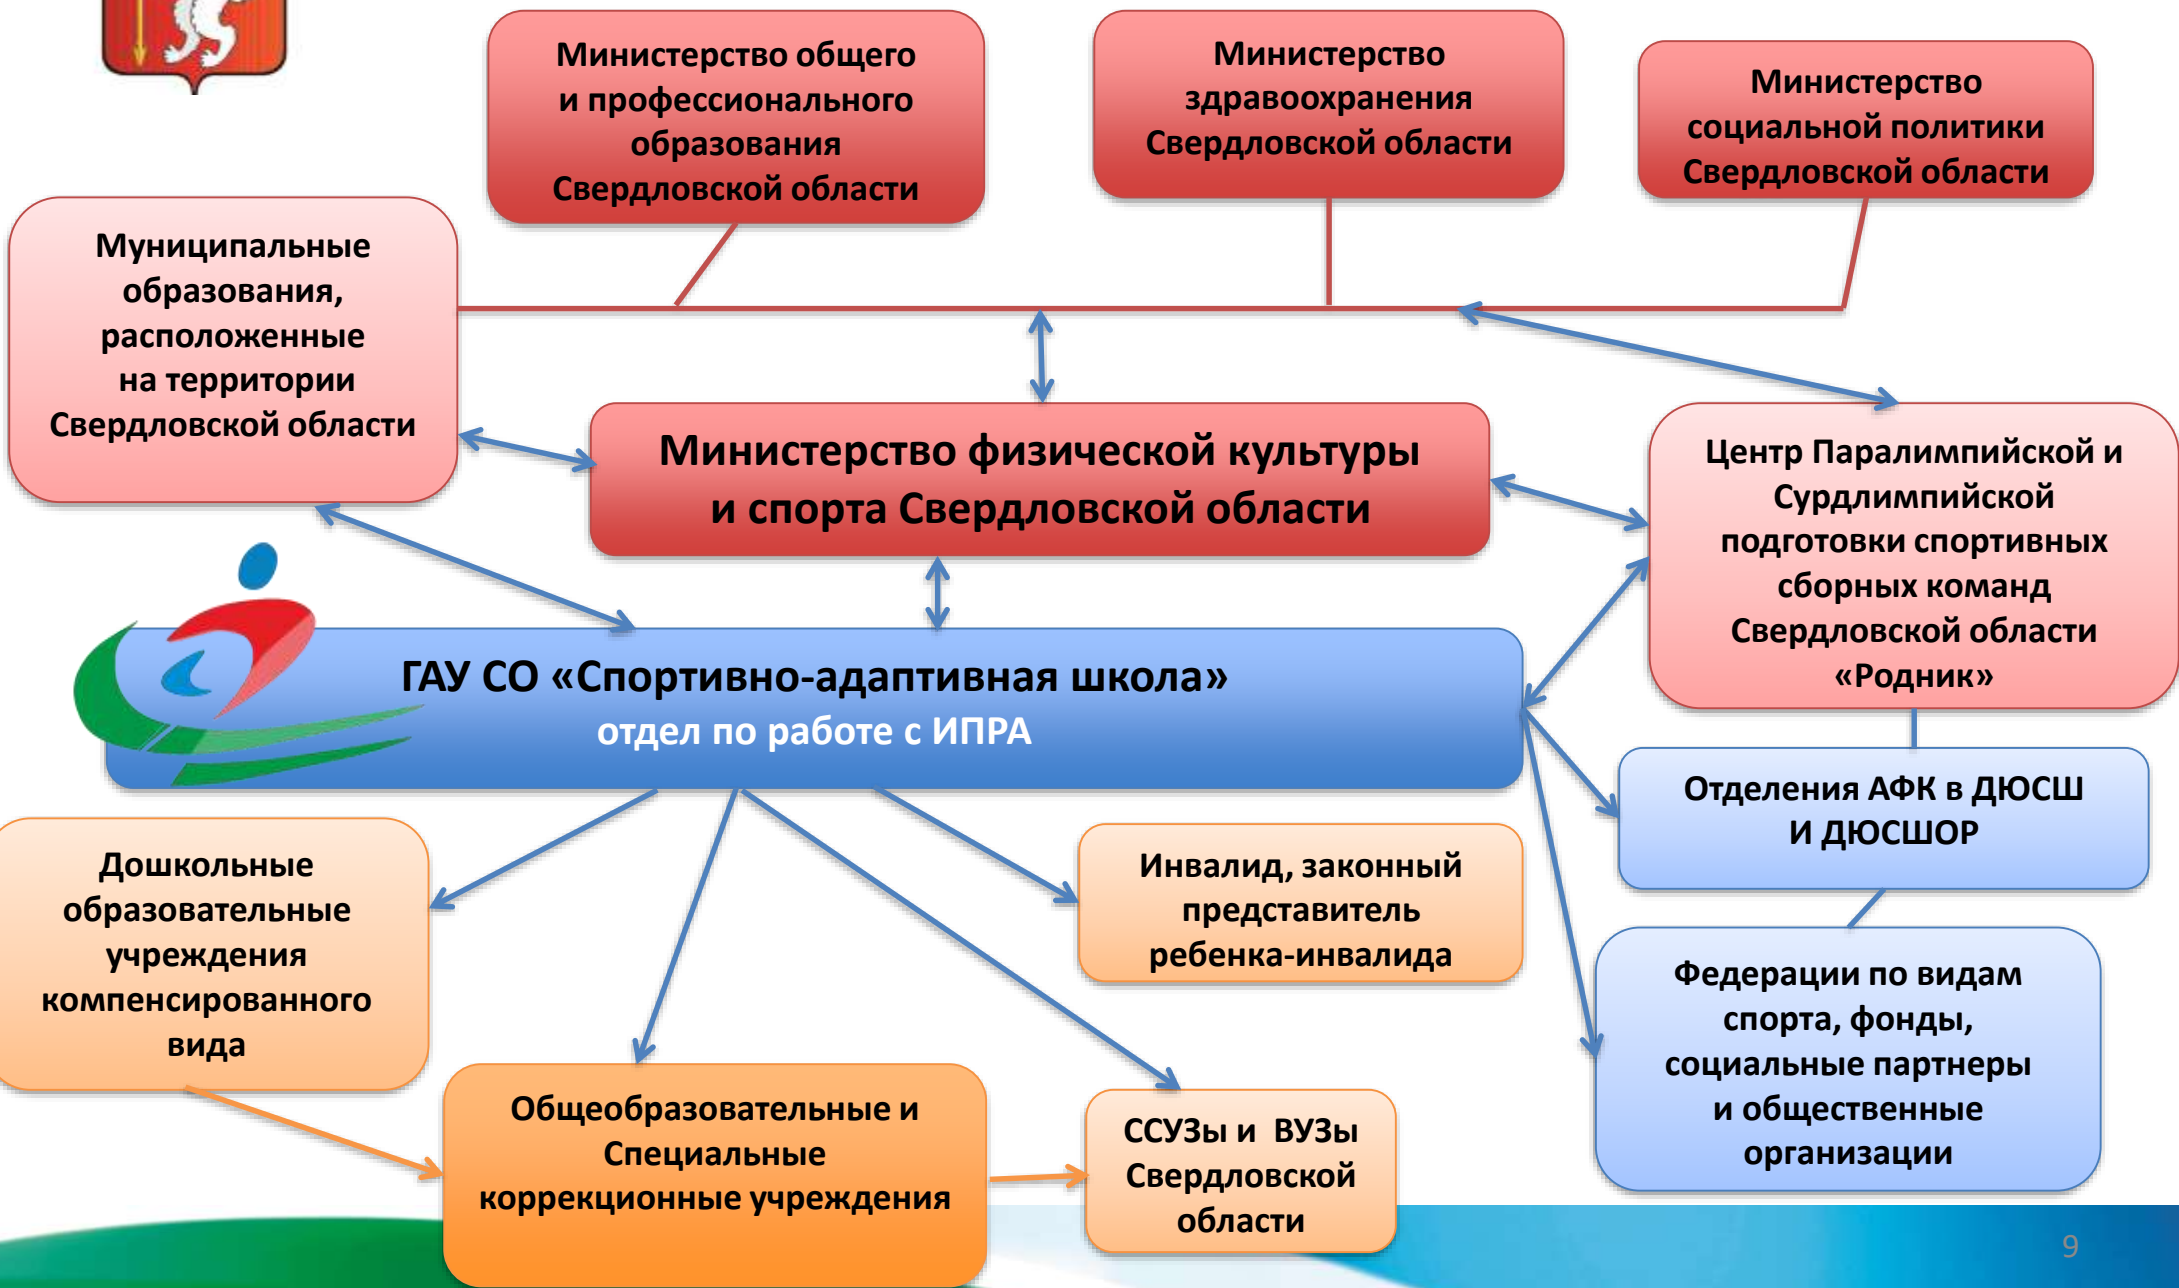 Министерство общего
и профессионального
образования
Свердловской области
Министерство
здравоохранения
Свердловской области
Министерство
социальной политики
Свердловской области
Муниципальные
образования,
расположенные
на территории
Свердловской области
Министерство физической культуры
и спорта Свердловской области
Центр Паралимпийской и
Сурдлимпийской
подготовки спортивных
сборных команд
Свердловской области
«Родник»
ГАУ СО «Спортивно-адаптивная школа»
отдел по работе с ИПРА
Отделения АФК в ДЮСШ
И ДЮСШОР
Дошкольные
образовательные
учреждения
компенсированного
вида
Инвалид, законный
представитель
ребенка-инвалида
Федерации по видам
спорта, фонды,
социальные партнеры
и общественные
организации
Общеобразовательные и
Специальные
коррекционные учреждения
ССУЗы и ВУЗы
Свердловской
области
9